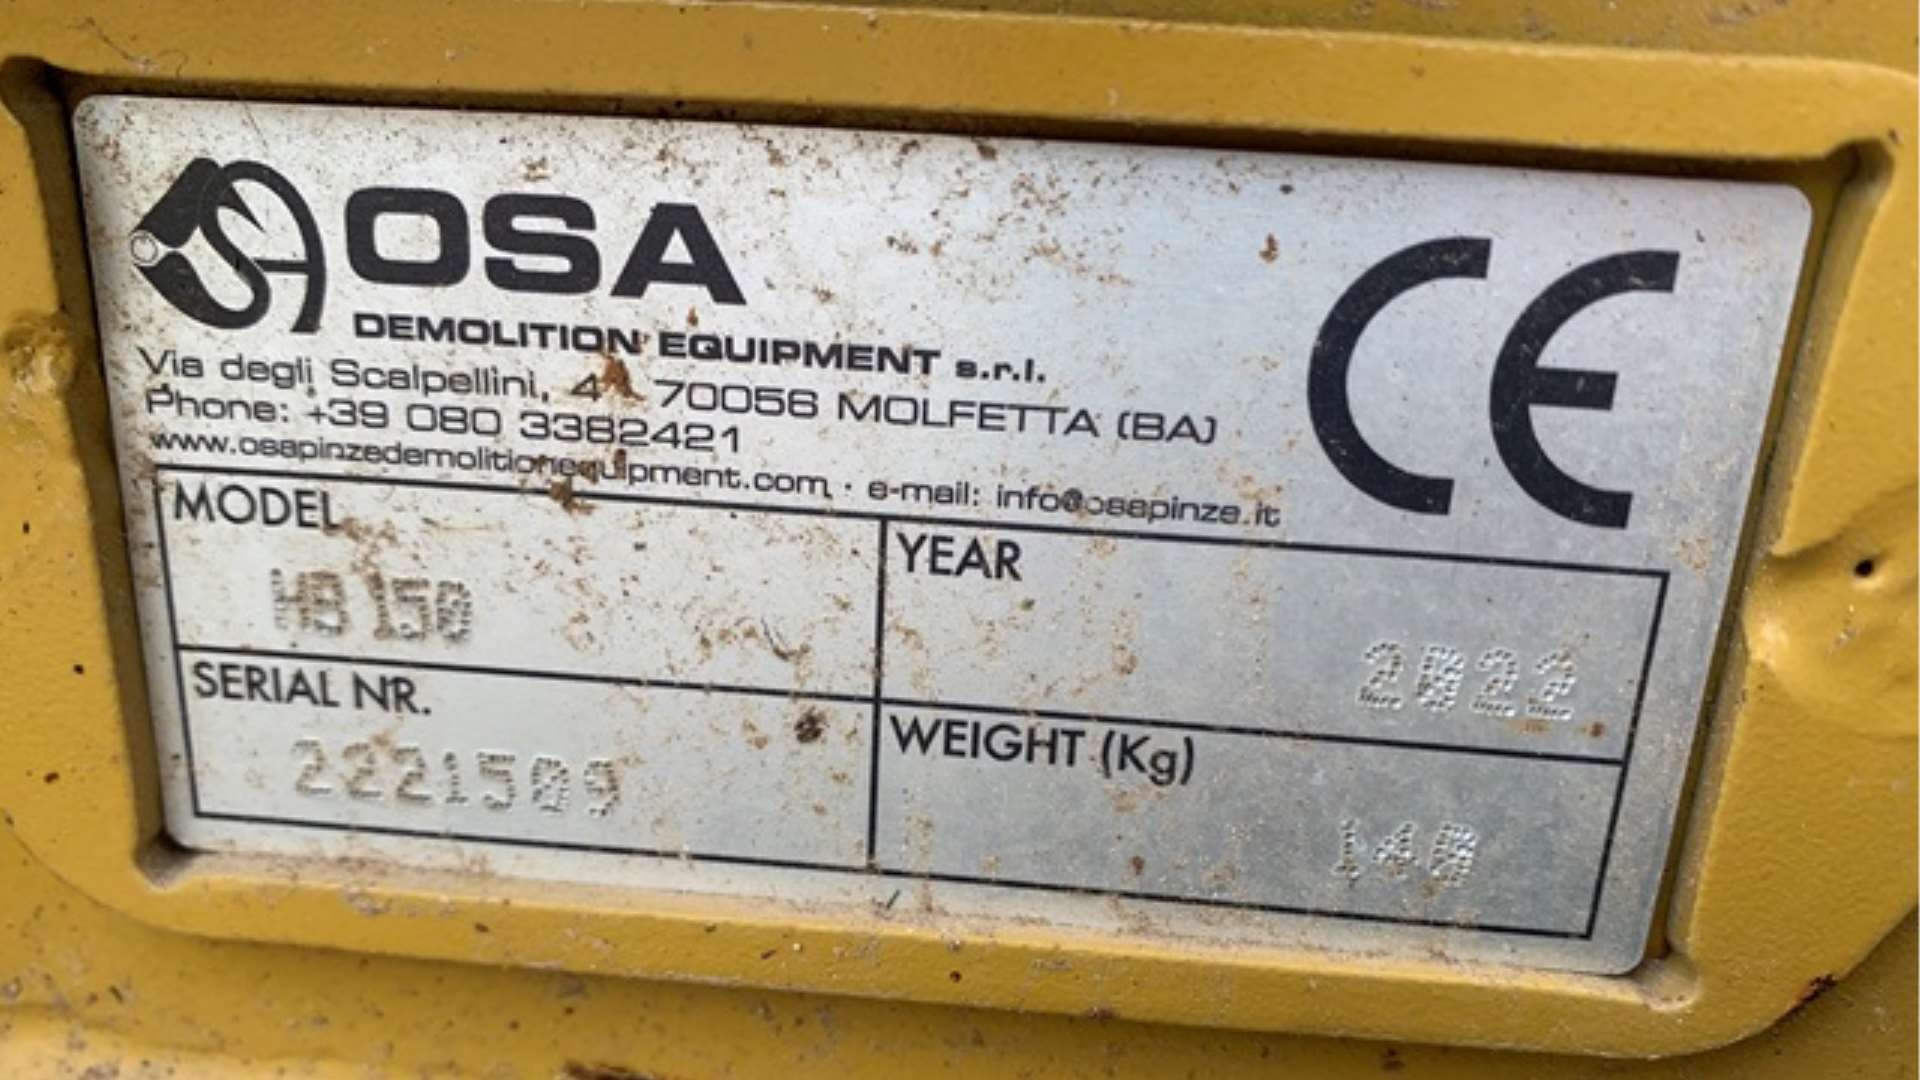 OSA
DEMOLITION EQUIPMENT s.r.l.
Via degli Scalpellini, 4 70056 MOLFETTA (BA)
Phone: +39 080 3382421
www.osapinzedemolitionequipment.com · e-mail: info@osapinze.it
CE
MODEL
HB 150
YEAR
2022
SERIAL NR.
2221509
WEIGHT (Kg)
140